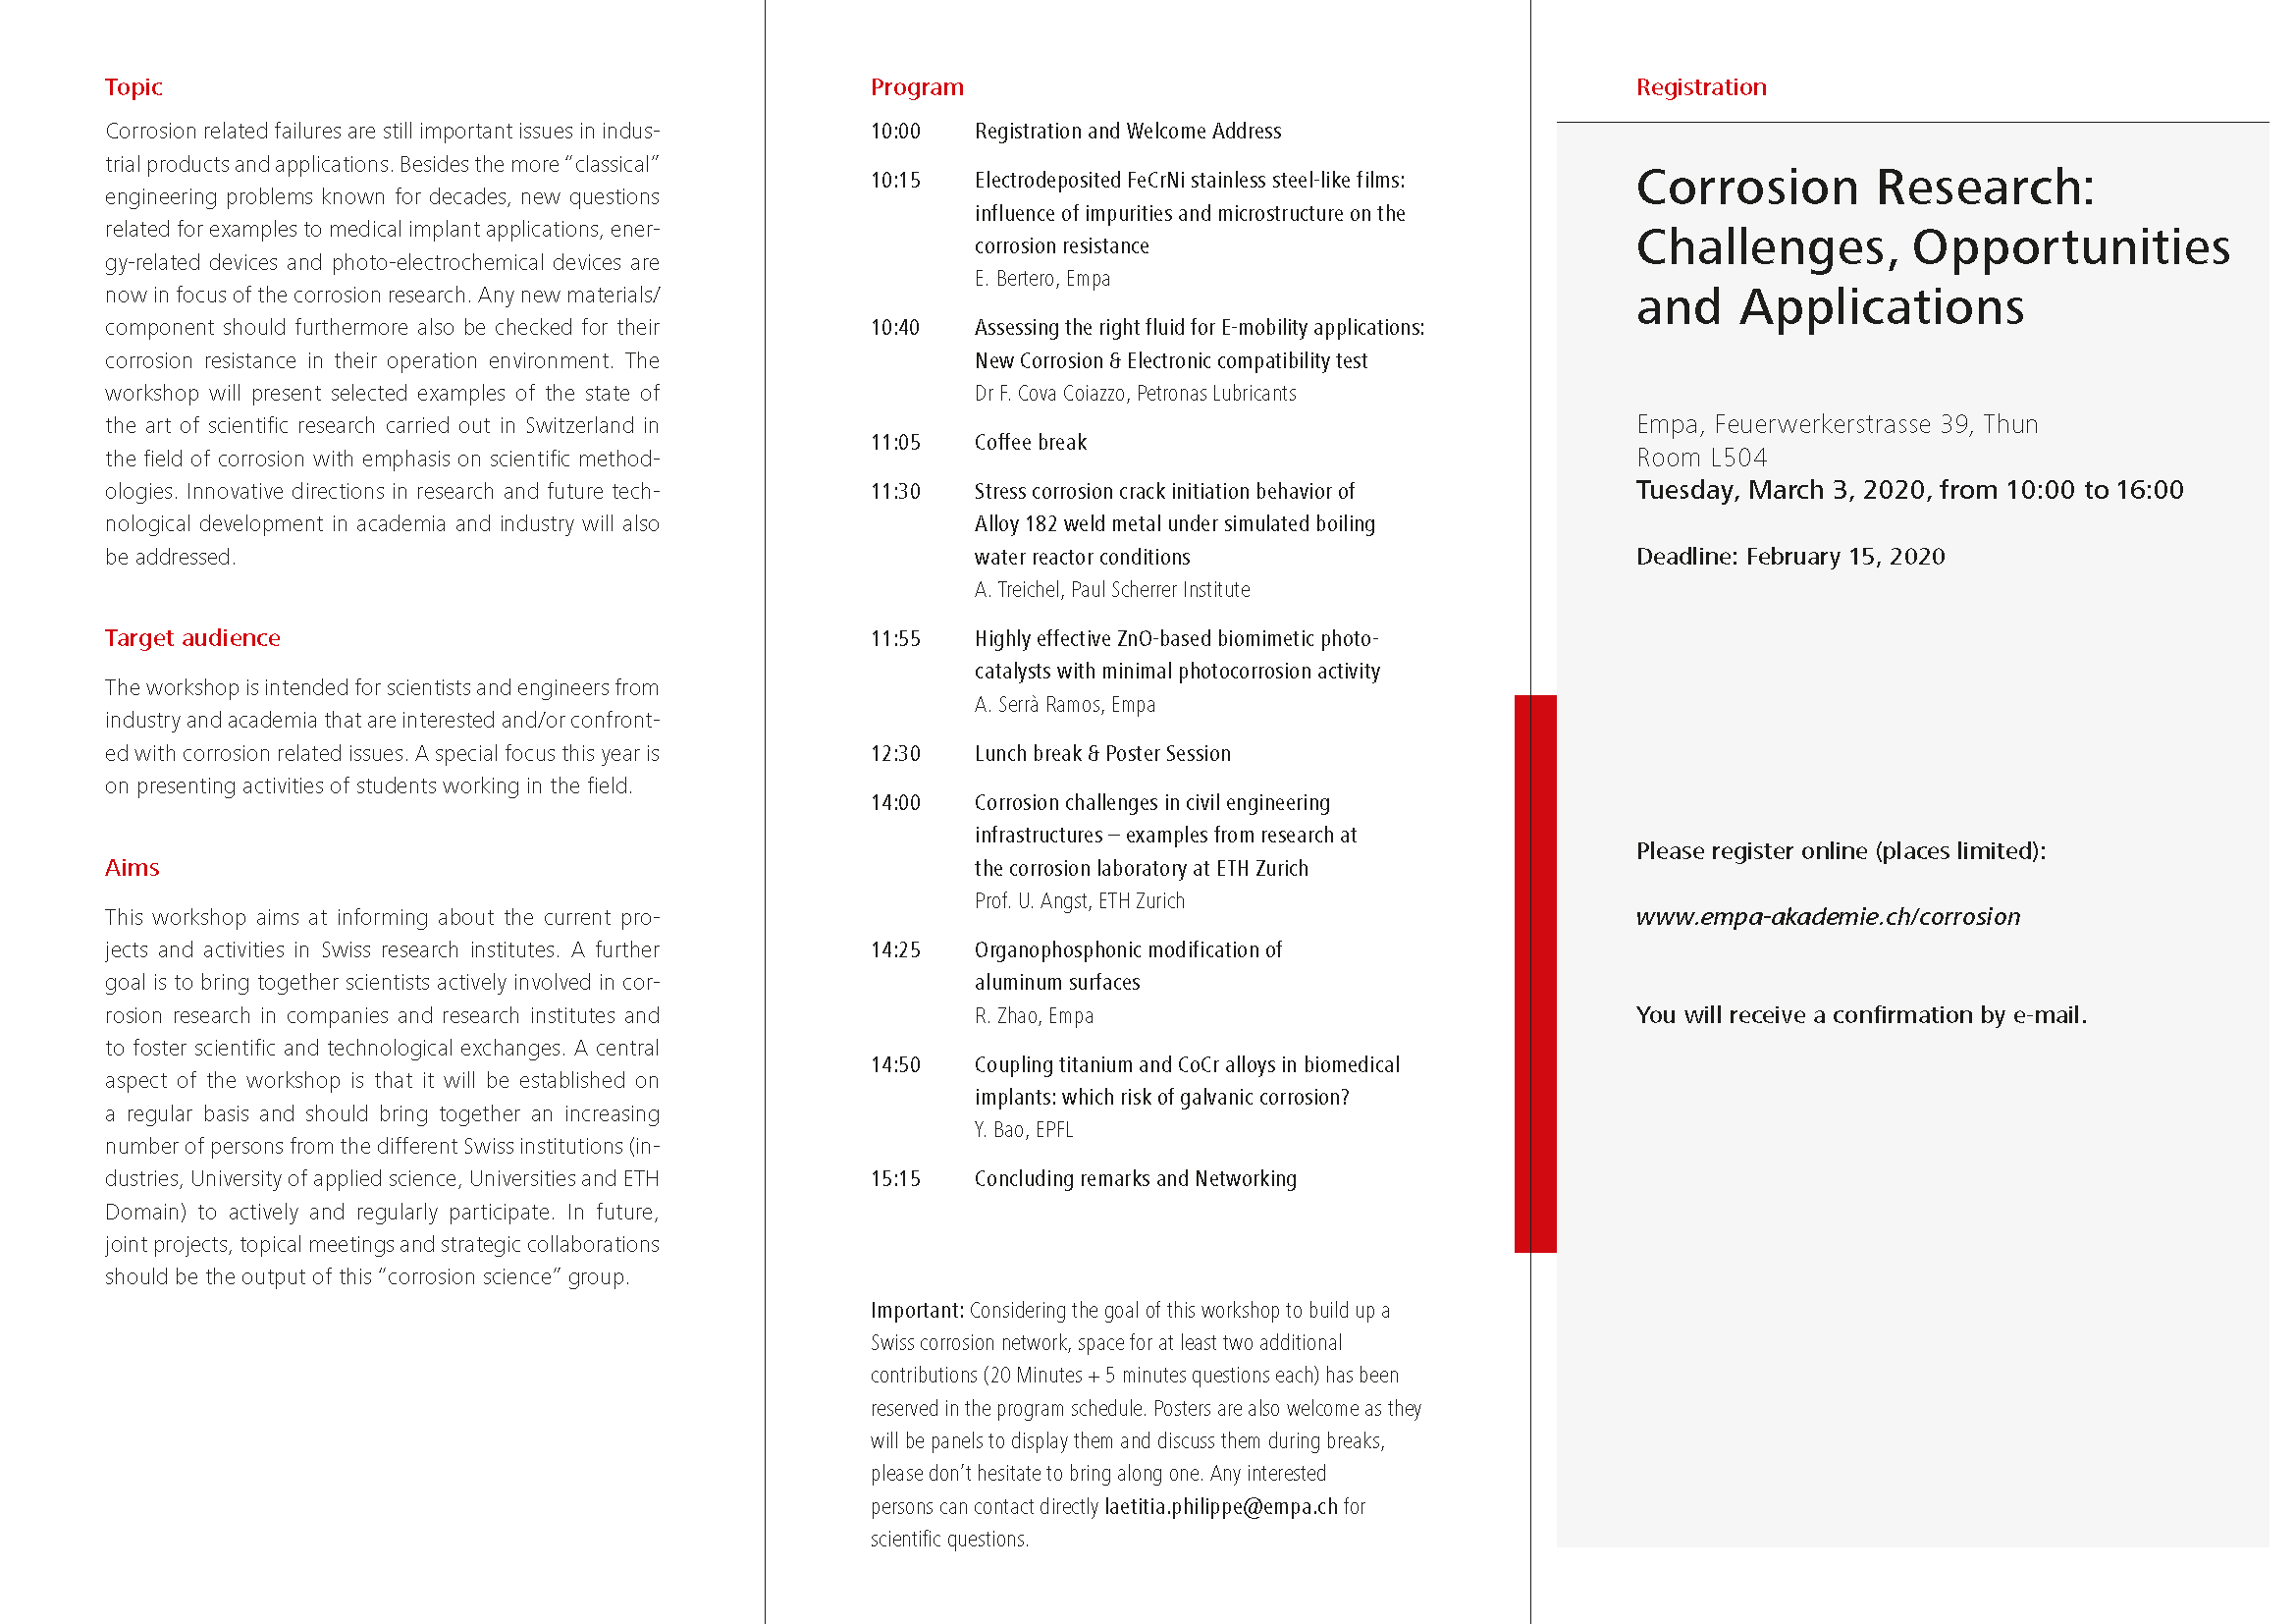 Topic
Corrosion related failures are still important issues in indus-
trial products and applications. Besides the more “classical”
engineering problems known for decades, new questions
related for examples to medical implant applications, ener-
gy-related devices and photo-electrochemical devices are
now in focus of the corrosion research. Any new materials/
component should furthermore also be checked for their
corrosion resistance in their operation environment. The
workshop will present selected examples of the state of
the art of scientific research carried out in Switzerland in
the field of corrosion with emphasis on scientific method-
ologies. Innovative directions in research and future tech-
nological development in academia and industry will also
be addressed.
Target audience
The workshop is intended for scientists and engineers from
industry and academia that are interested and/or confront-
ed with corrosion related issues. A special focus this year is
on presenting activities of students working in the field.
Aims
This workshop aims at informing about the current pro-
jects and activities in Swiss research institutes. A further
goal is to bring together scientists actively involved in cor-
rosion research in companies and research institutes and
to foster scientific and technological exchanges. A central
aspect of the workshop is that it will be established on
a regular basis and should bring together an increasing
number of persons from the different Swiss institutions (in-
dustries, University of applied science, Universities and ETH
Domain) to actively and regularly participate. In future,
joint projects, topical meetings and strategic collaborations
should be the output of this “corrosion science” group.
Program
10:00 Registration and Welcome Address
10:15 Electrodeposited FeCrNi stainless steel-like films:
influence of impurities and microstructure on the
corrosion resistance
E. Bertero, Empa
10:40 Assessing the right fluid for E-mobility applications:
New Corrosion & Electronic compatibility test
Dr F. Cova Coiazzo, Petronas Lubricants
11:05 Coffee break
11:30 Stress corrosion crack initiation behavior of
Alloy 182 weld metal under simulated boiling
water reactor conditions
A. Treichel, Paul Scherrer Institute
11:55 Highly effective ZnO-based biomimetic photo-
catalysts with minimal photocorrosion activity
A. Serrà Ramos, Empa
12:30 Lunch break & Poster Session
14:00 Corrosion challenges in civil engineering
infrastructures – examples from research at
the corrosion laboratory at ETH Zurich
Prof. U. Angst, ETH Zurich
14:25 Organophosphonic modification of
aluminum surfaces
R. Zhao, Empa
14:50 Coupling titanium and CoCr alloys in biomedical
implants: which risk of galvanic corrosion?
Y. Bao, EPFL
15:15 Concluding remarks and Networking
Important: Considering the goal of this workshop to build up a
Swiss corrosion network, space for at least two additional
contributions (20 Minutes + 5 minutes questions each) has been
reserved in the program schedule. Posters are also welcome as they
will be panels to display them and discuss them during breaks,
please don’t hesitate to bring along one. Any interested
persons can contact directly laetitia.philippe@empa.ch for
scientific questions.
Registration
Corrosion Research:
Challenges, Opportunities
and Applications
Empa, Feuerwerkerstrasse 39, Thun
Room L504
Tuesday, March 3, 2020, from 10:00 to 16:00
Deadline: February 15, 2020
Please register online (places limited):
www.empa-akademie.ch/corrosion
You will receive a confirmation by e-mail.